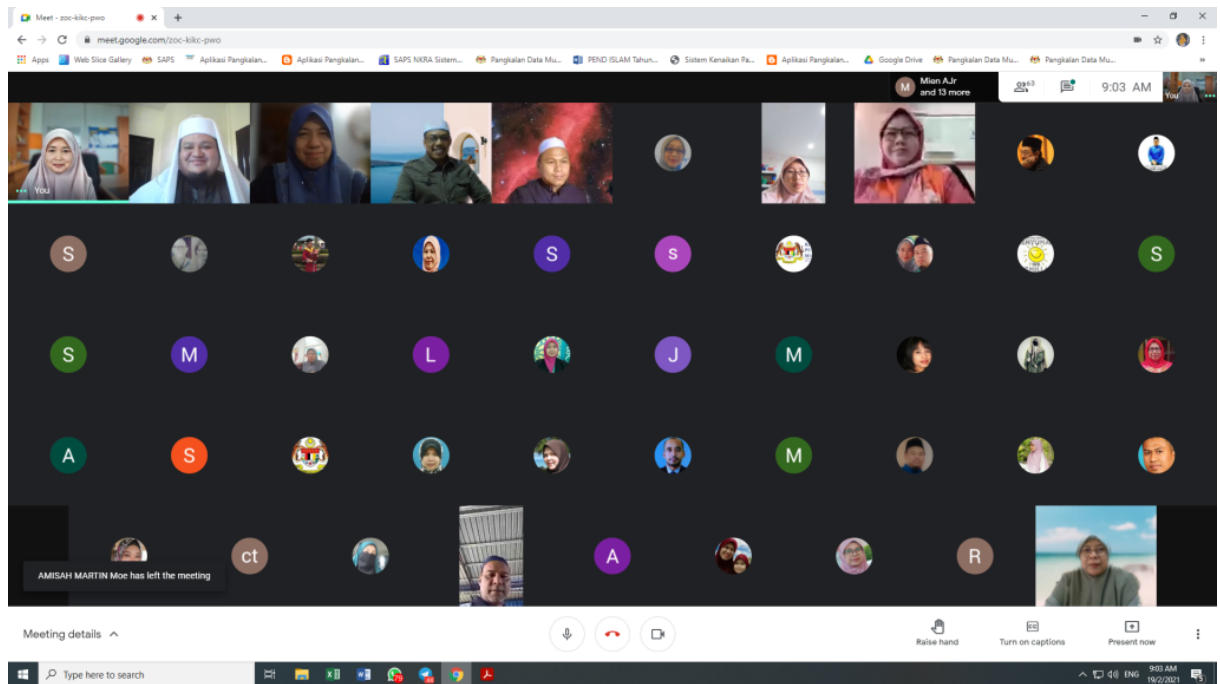 Meet - zoc-kikc-pwo
meet.google.com/zoc-kikc-pwo
Apps Web Slice Gallery SAPS Aplikasi Pangkalan... Aplikasi Pangkalan... SAPS NKRA Sistem... Pangkalan Data Mu... PEND ISLAM Tahun... Sistem Kenaikan Pa... Aplikasi Pangkalan... Google Drive Pangkalan Data Mu... Pangkalan Data Mu...
M Mien AJr
and 13 more
63
9:03 AM
You
You
S S s S
S M L J M
A S M
ct A R
AMISAH MARTIN Moe has left the meeting
Meeting details
Raise hand Turn on captions Present now
Type here to search
ENG 9:03 AM
19/2/2021